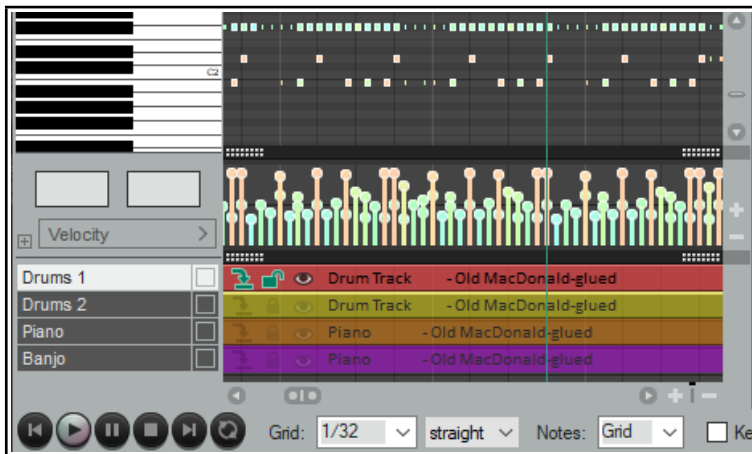 C2
Velocity
Drums 1 Drum Track - Old MacDonald-glued
Drums 2 Drum Track - Old MacDonald-glued
Piano Piano - Old MacDonald-glued
Banjo Piano - Old MacDonald-glued
Grid: 1/32 straight Notes: Grid Ke